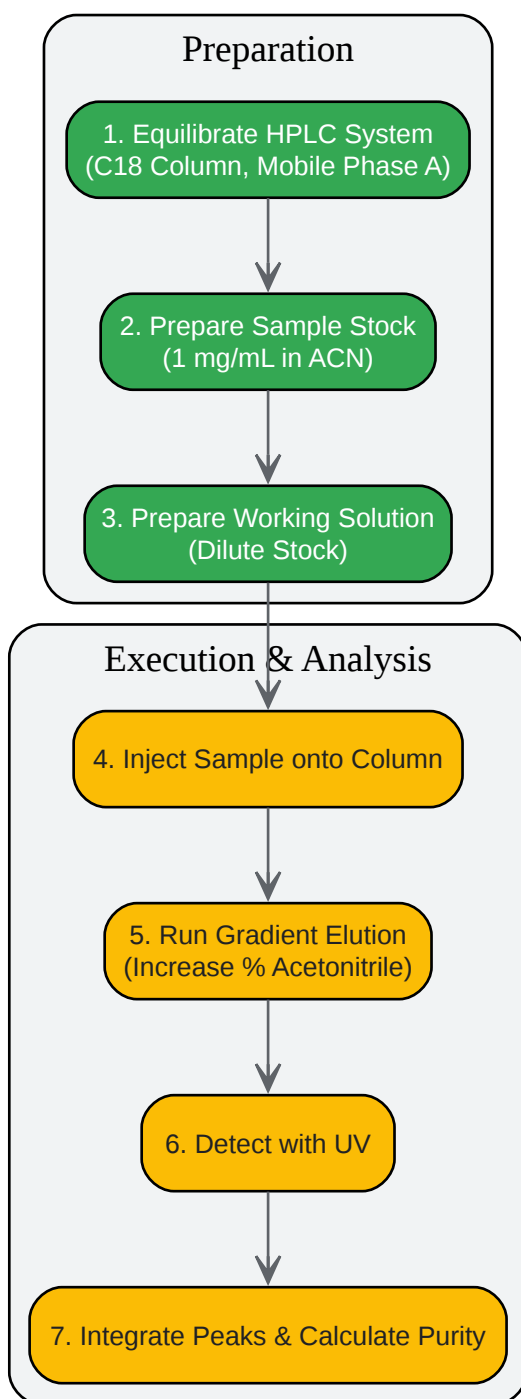 Preparation
1. Equilibrate HPLC System
(C18 Column, Mobile Phase A)
2. Prepare Sample Stock
(1 mg/mL in ACN)
3. Prepare Working Solution
(Dilute Stock)
Execution & Analysis
4. Inject Sample onto Column
5. Run Gradient Elution
(Increase % Acetonitrile)
6. Detect with UV
7. Integrate Peaks & Calculate Purity